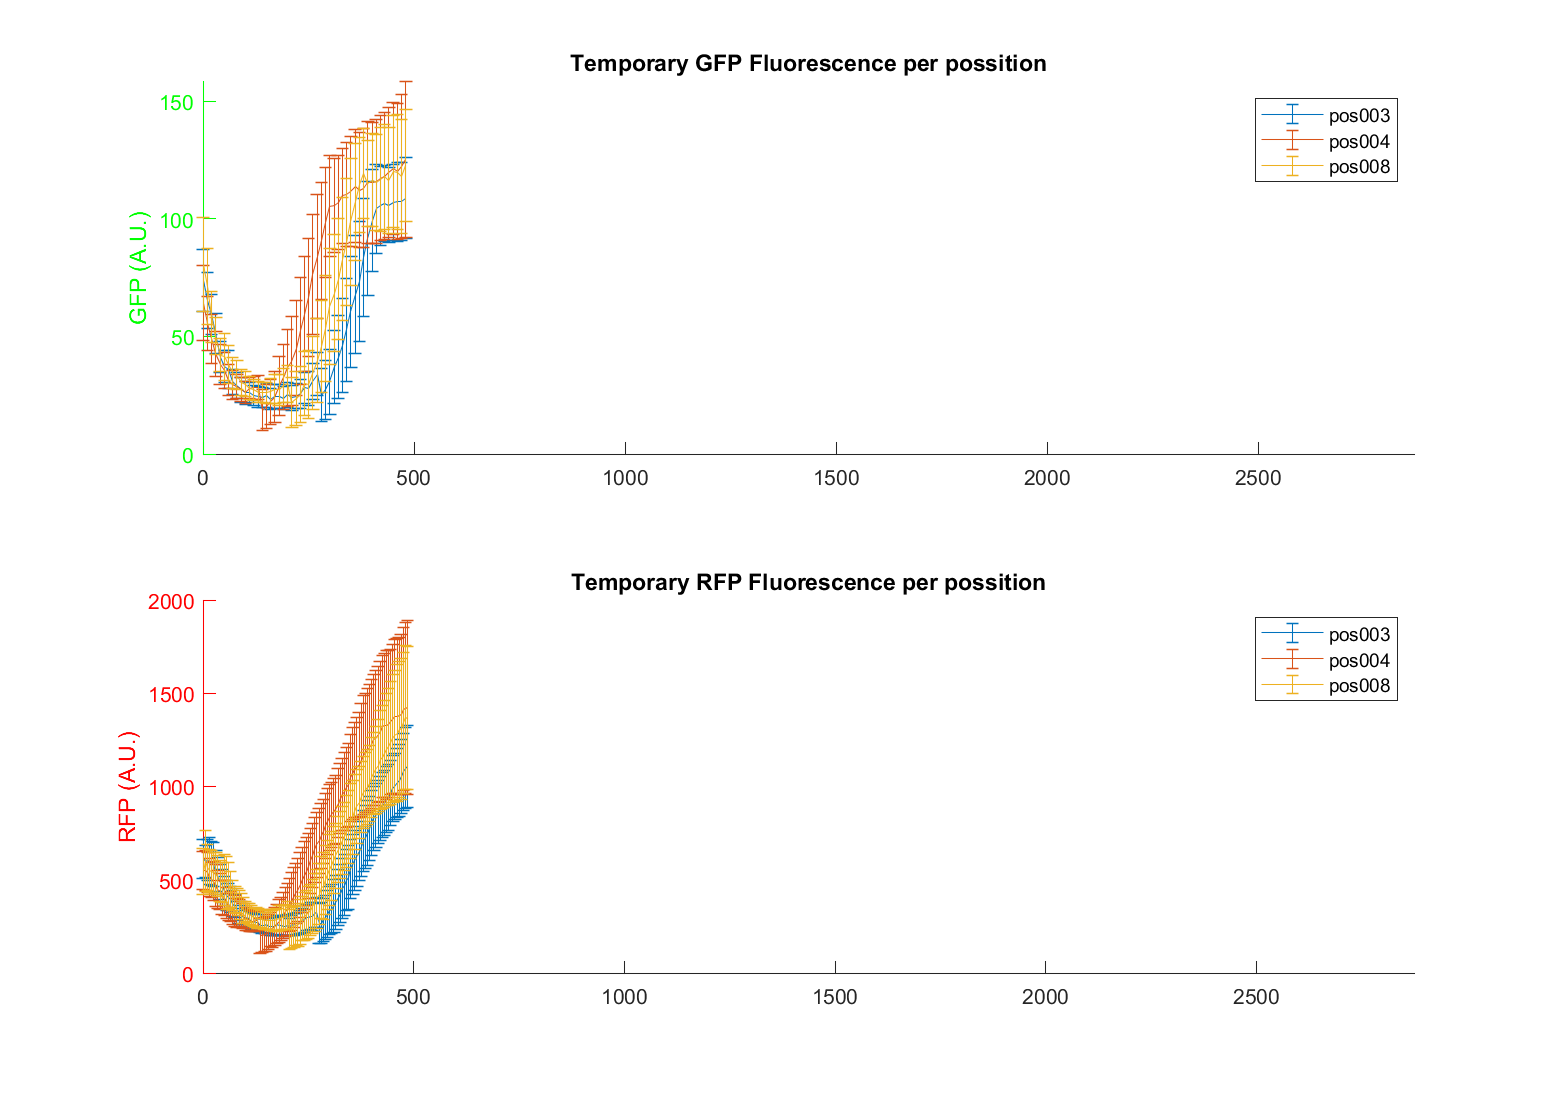 Temporary GFP Fluorescence per possition
GFP (A.U.)
150
100
50
0
0 500 1000 1500 2000 2500
pos003
pos004
pos008
Temporary RFP Fluorescence per possition
RFP (A.U.)
2000
1500
1000
500
0
0 500 1000 1500 2000 2500
pos003
pos004
pos008